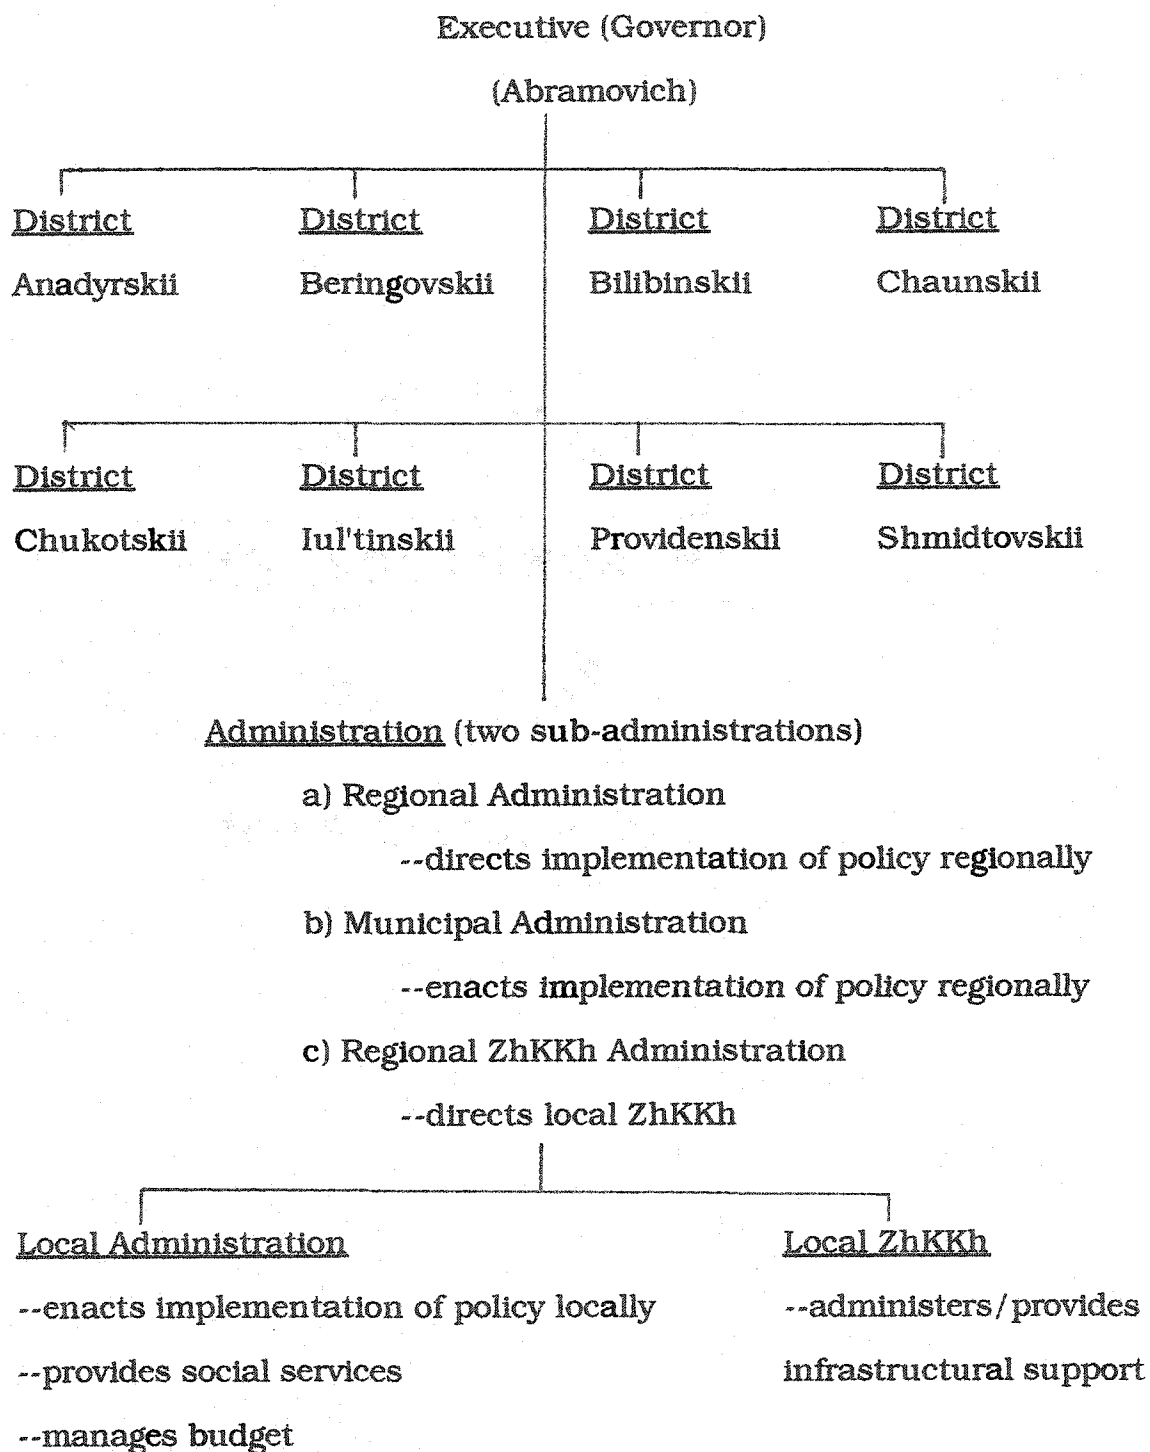 Executive (Governor)
(Abramovich)
District District District District
Anadyrskii Beringovskii Bilibinskii Chaunskii
District District District District
Chukotskii Iul'tinskii Providenskii Shmidtovskii
Administration (two sub-administrations)
a) Regional Administration
--directs implementation of policy regionally
b) Municipal Administration
--enacts implementation of policy regionally
c) Regional ZhKKh Administration
--directs local ZhKKh
Local Administration
--enacts implementation of policy locally
--provides social services
--manages budget
Local ZhKKh
--administers/provides
infrastructural support